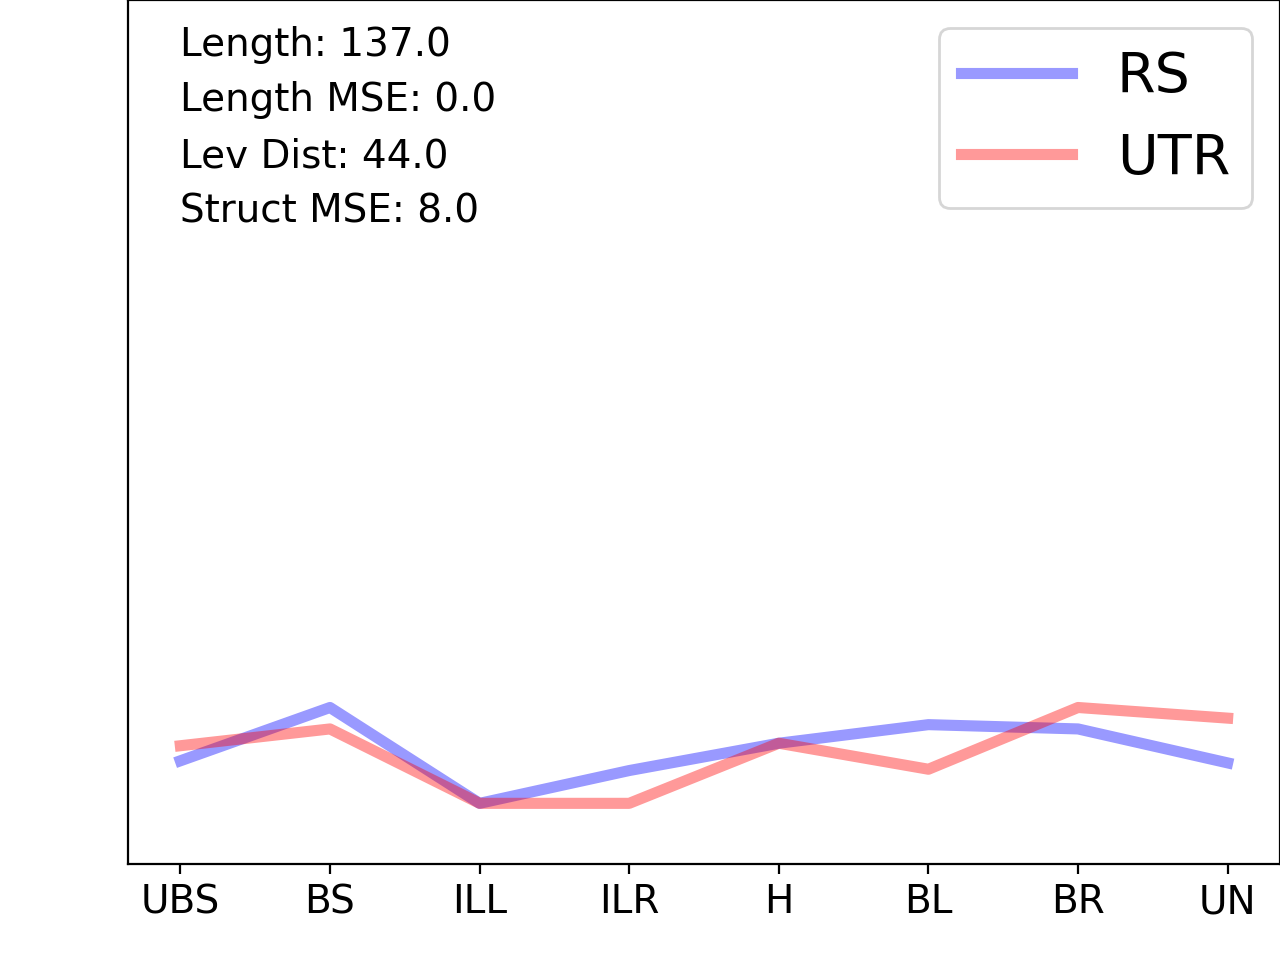 Length: 137.0
Length MSE: 0.0
Lev Dist: 44.0
Struct MSE: 8.0
RS
UTR
UBS BS ILL ILR H BL BR UN